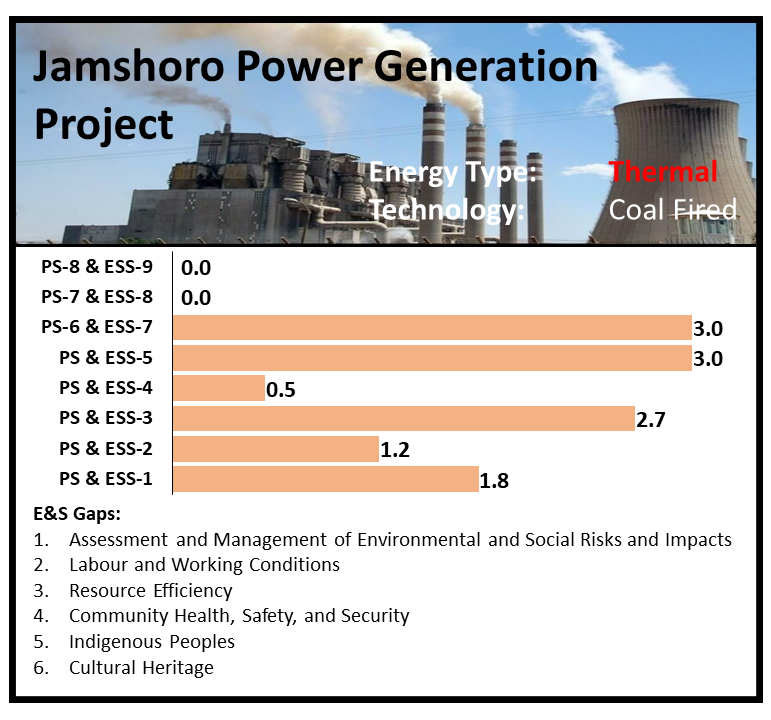 Jamshoro Power Generation
Project
Energy Type: Thermal
Technology: Coal Fired
PS-8 & ESS-9 0.0
PS-7 & ESS-8 0.0
PS-6 & ESS-7 3.0
PS & ESS-5 3.0
PS & ESS-4 0.5
PS & ESS-3 2.7
PS & ESS-2 1.2
PS & ESS-1 1.8
E&S Gaps:
1. Assessment and Management of Environmental and Social Risks and Impacts
2. Labour and Working Conditions
3. Resource Efficiency
4. Community Health, Safety, and Security
5. Indigenous Peoples
6. Cultural Heritage